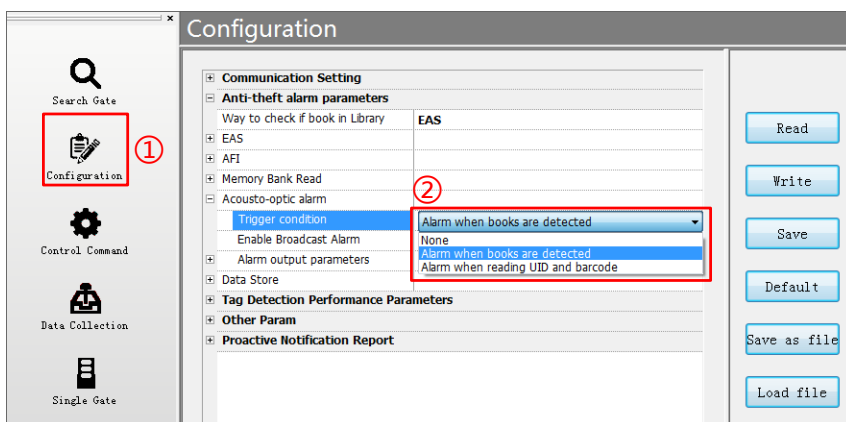 ×
Configuration
Search Gate
①
Configuration
Control Command
Data Collection
Single Gate
Communication Setting
Anti-theft alarm parameters
Way to check if book in Library EAS
EAS
AFI
Memory Bank Read
②
Acousto-optic alarm
Trigger condition Alarm when books are detected
Enable Broadcast Alarm None
Alarm when books are detected
Alarm output parameters Alarm when reading UID and barcode
Data Store
Tag Detection Performance Parameters
Other Param
Proactive Notification Report
Read
Write
Save
Default
Save as file
Load file